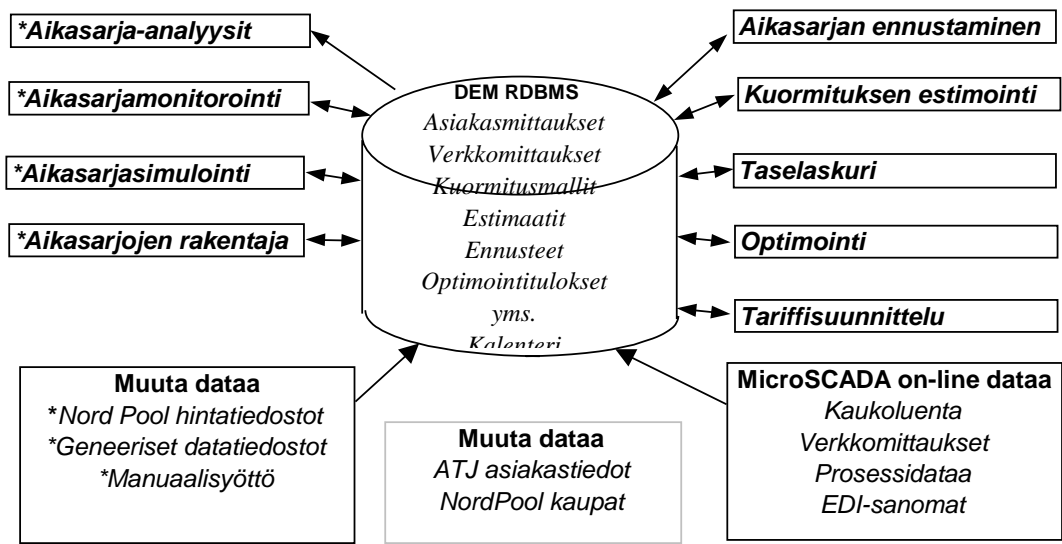 *Aikasarja-analyysit
*Aikasarjamonitorointi
*Aikasarjasimulointi
*Aikasarjojen rakentaja
DEM RDBMS
Asiakasmittaukset
Verkkomittaukset
Kuormitusmallit
Estimaatit
Ennusteet
Optimointitulokset
yms.
Kalenteri
Aikasarjan ennustaminen
Kuormituksen estimointi
Taselaskuri
Optimointi
Tariffisuunnittelu
Muuta dataa
*Nord Pool hintatiedostot
*Geneeriset datatiedostot
*Manuaalisyöttö
Muuta dataa
ATJ asiakastiedot
NordPool kaupat
MicroSCADA on-line dataa
Kaukoluenta
Verkkomittaukset
Prosessidataa
EDI-sanomat